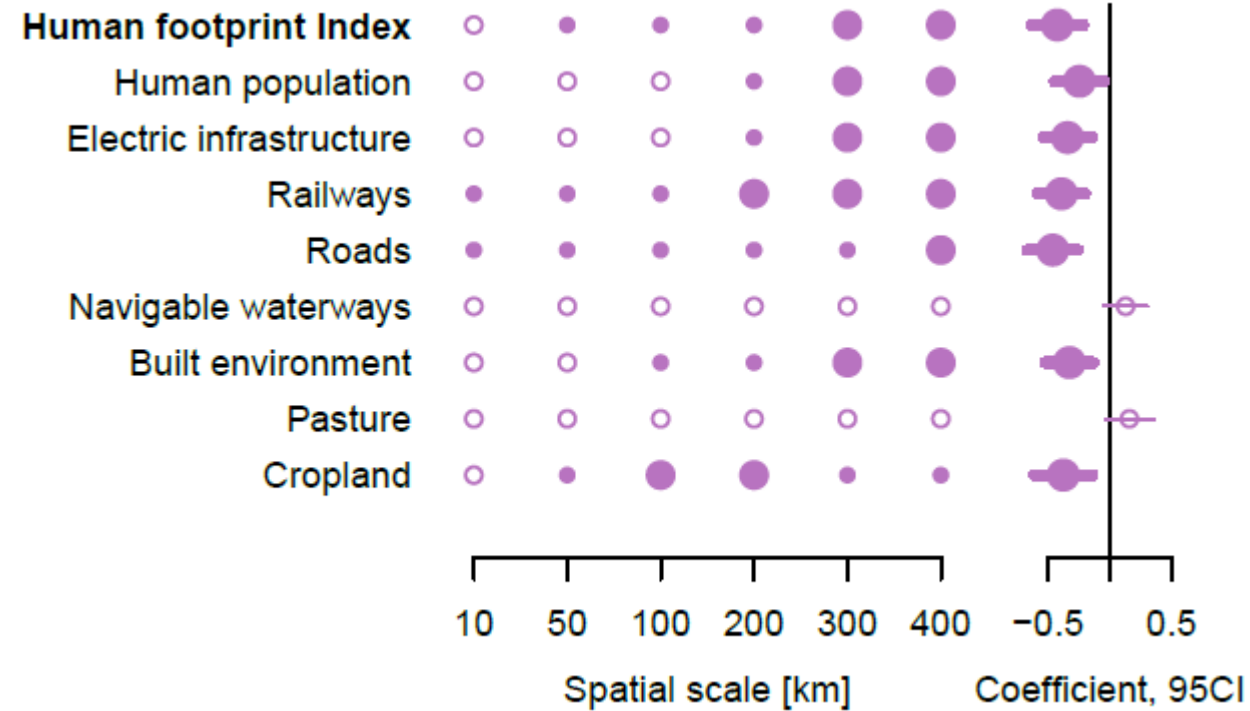 Human footprint Index
Human population
Electric infrastructure
Railways
Roads
Navigable waterways
Built environment
Pasture
Cropland
10 50 100 200 300 400 −0.5 0.5
Spatial scale [km] Coefficient, 95CI